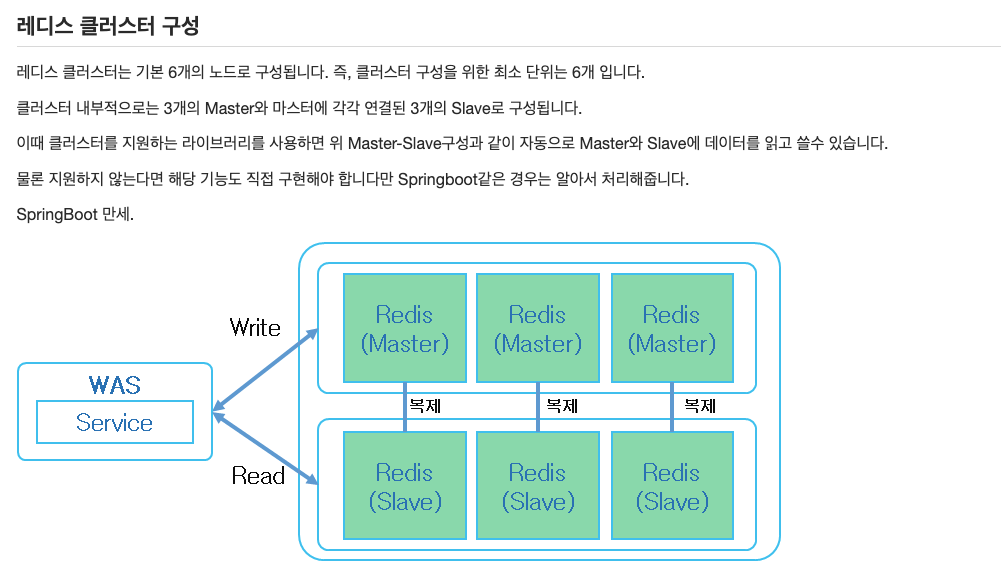 레디스 클러스터 구성
레디스 클러스터는 기본 6개의 노드로 구성됩니다. 즉, 클러스터 구성을 위한 최소 단위는 6개 입니다.
클러스터 내부적으로는 3개의 Master와 마스터에 각각 연결된 3개의 Slave로 구성됩니다.
이때 클러스터를 지원하는 라이브러리를 사용하면 위 Master-Slave구성과 같이 자동으로 Master와 Slave에 데이터를 읽고 쓸수 있습니다.
물론 지원하지 않는다면 해당 기능도 직접 구현해야 합니다만 Springboot같은 경우는 알아서 처리해줍니다.
SpringBoot 만세.
Write
WAS
Service
Read
Redis
(Master)
Redis
(Master)
Redis
(Master)
복제
복제
복제
Redis
(Slave)
Redis
(Slave)
Redis
(Slave)